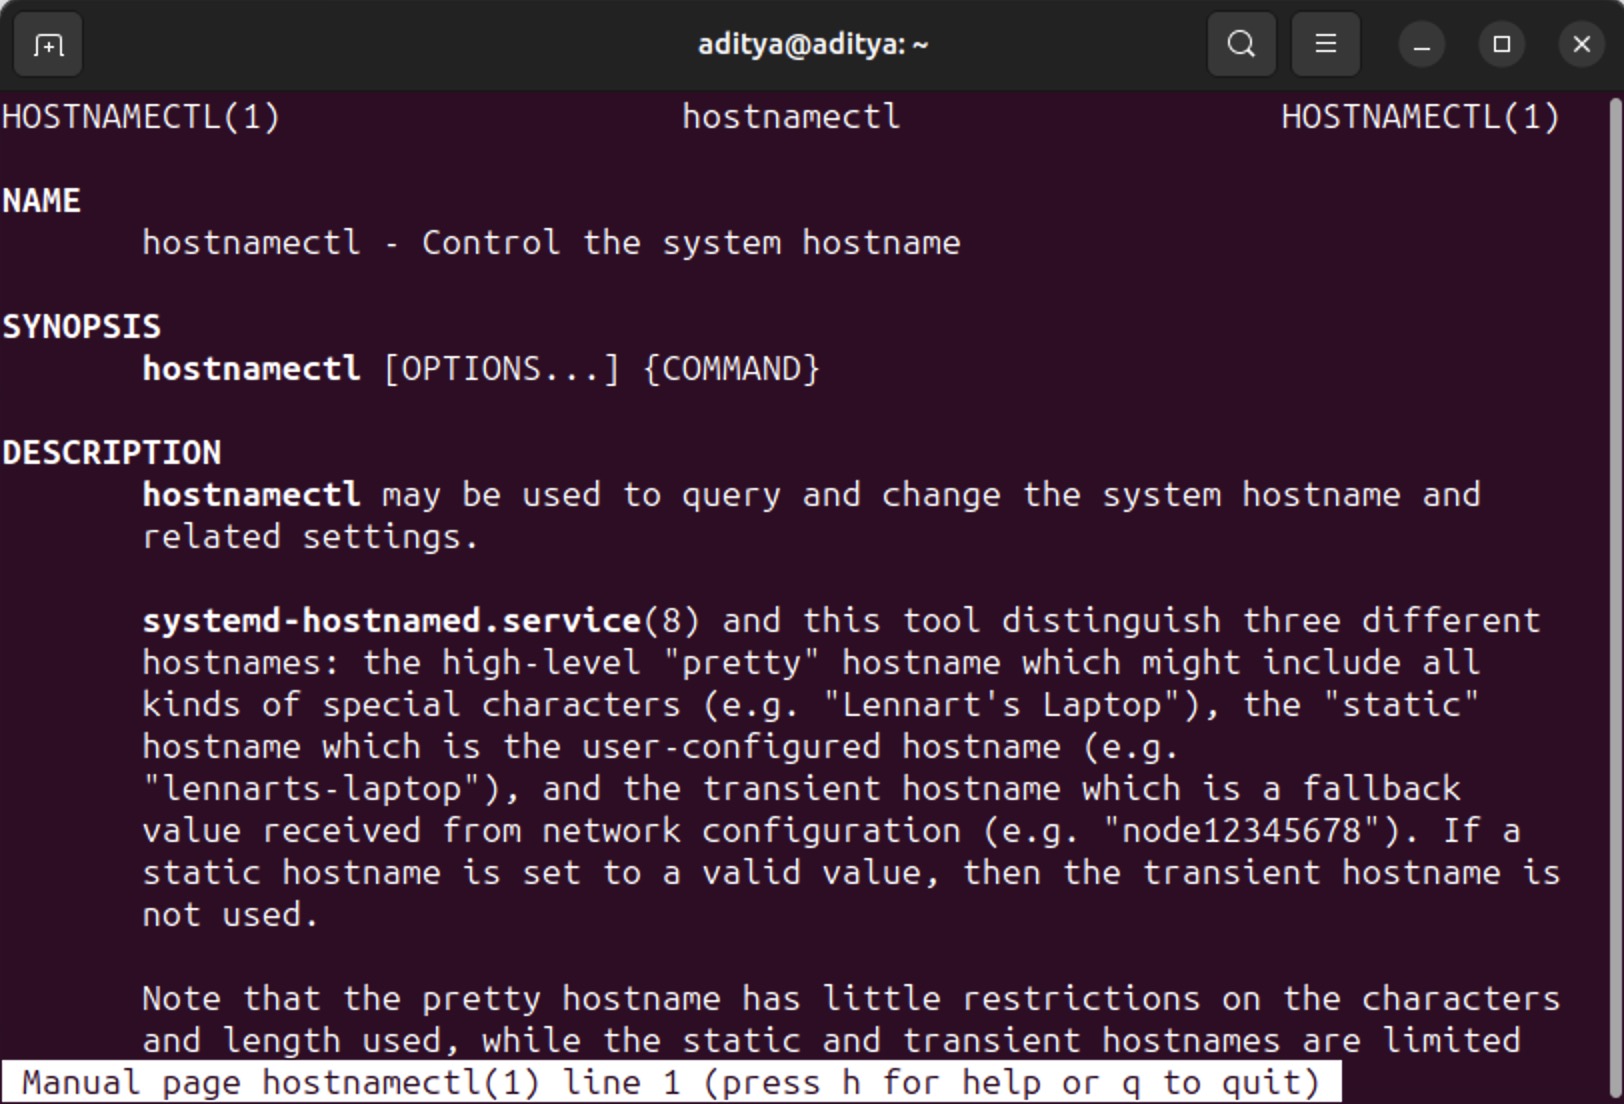 aditya@aditya: ~
HOSTNAMECTL(1) hostnamectl HOSTNAMECTL(1)
NAME
hostnamectl - Control the system hostname
SYNOPSIS
hostnamectl [OPTIONS...] {COMMAND}
DESCRIPTION
hostnamectl may be used to query and change the system hostname and
related settings.
systemd-hostnamed.service(8) and this tool distinguish three different
hostnames: the high-level "pretty" hostname which might include all
kinds of special characters (e.g. "Lennart's Laptop"), the "static"
hostname which is the user-configured hostname (e.g.
"lennarts-laptop"), and the transient hostname which is a fallback
value received from network configuration (e.g. "node12345678"). If a
static hostname is set to a valid value, then the transient hostname is
not used.
Note that the pretty hostname has little restrictions on the characters
and length used, while the static and transient hostnames are limited
Manual page hostnamectl(1) line 1 (press h for help or q to quit)